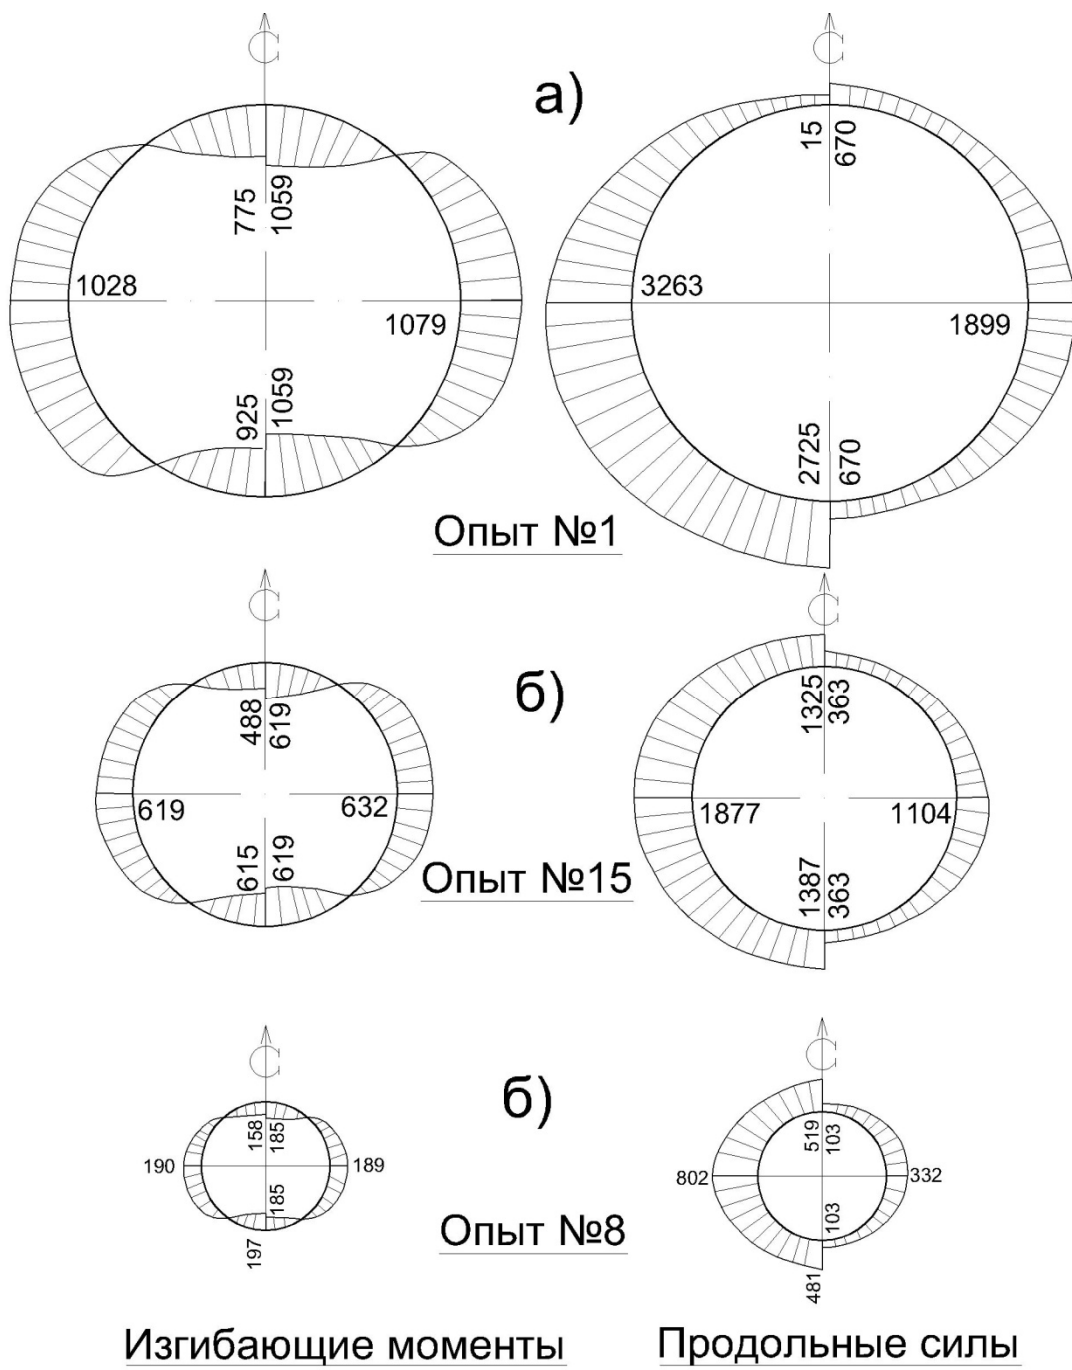 С
С
а)
15
670
775
1059
1028
1079
3263
1899
925
1059
2725
670
Опыт №1
С
С
б)
488
619
1325
363
619
632
1877
1104
615
619
1387
363
Опыт №15
С
С
б)
158
185
519
103
190
189
802
332
185
103
197
481
Опыт №8
Изгибающие моменты
Продольные силы